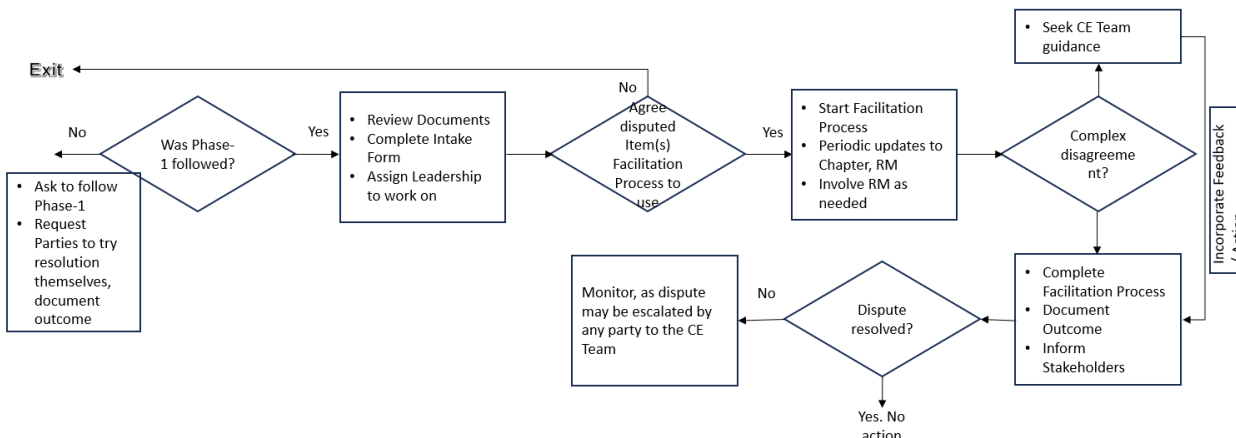 Exit
No
Was Phase-
1 followed?
Yes
• Ask to follow
Phase-1
• Request
Parties to try
resolution
themselves,
document
outcome
• Review Documents
• Complete Intake
Form
• Assign Leadership
to work on
No
Agree
disputed
Item(s)
Facilitation
Process to
use
Yes
• Start Facilitation
Process
• Periodic updates to
Chapter, RM
• Involve RM as
needed
Complex
disagreeme
nt?
• Seek CE Team
guidance
Incorporate Feedback
/ Action
• Complete
Facilitation Process
• Document
Outcome
• Inform
Stakeholders
Dispute
resolved?
No
Monitor, as dispute
may be escalated by
any party to the CE
Team
Yes. No
action